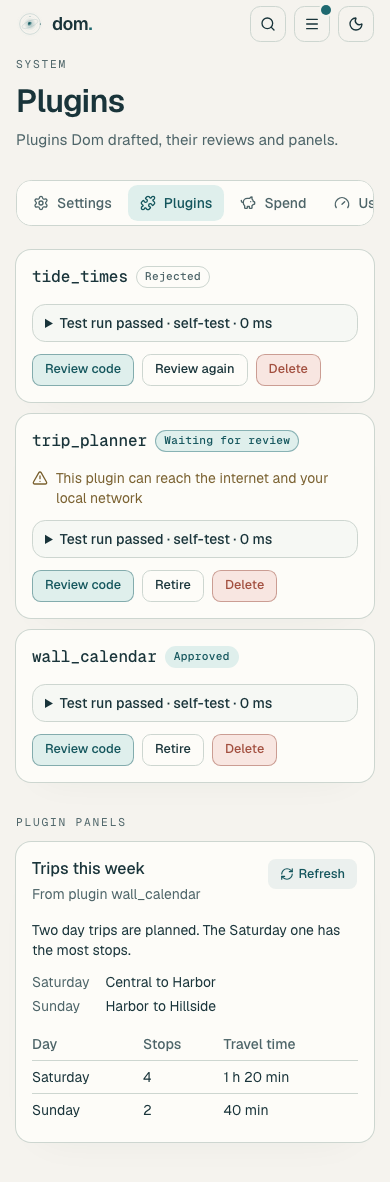 dom.
SYSTEM
Plugins
Plugins Dom drafted, their reviews and panels.
Settings Plugins Spend Us
tide_times Rejected
▶ Test run passed · self-test · 0 ms
Review code Review again Delete
trip_planner Waiting for review
This plugin can reach the internet and your
local network
▶ Test run passed · self-test · 0 ms
Review code Retire Delete
wall_calendar Approved
▶ Test run passed · self-test · 0 ms
Review code Retire Delete
PLUGIN PANELS
Trips this week Refresh
From plugin wall_calendar
Two day trips are planned. The Saturday one has
the most stops.
Saturday Central to Harbor
Sunday Harbor to Hillside
Day Stops Travel time
Saturday 4 1 h 20 min
Sunday 2 40 min